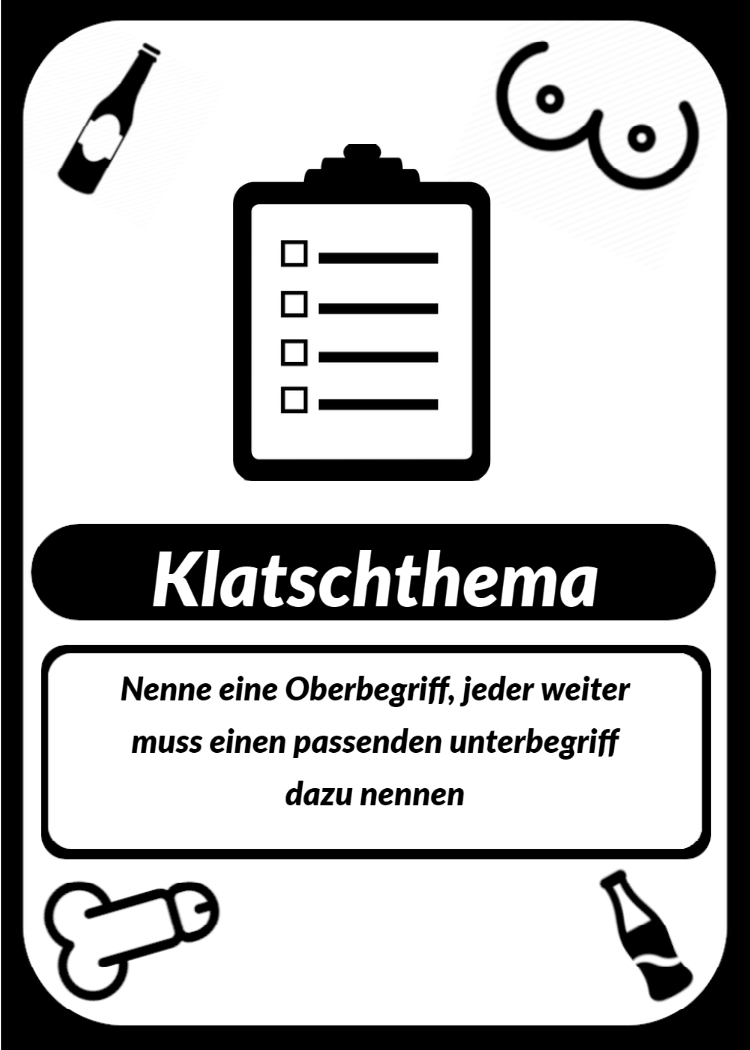 Klatschthema
Nenne eine Oberbegriff, jeder weiter
muss einen passenden unterbegriff
dazu nennen